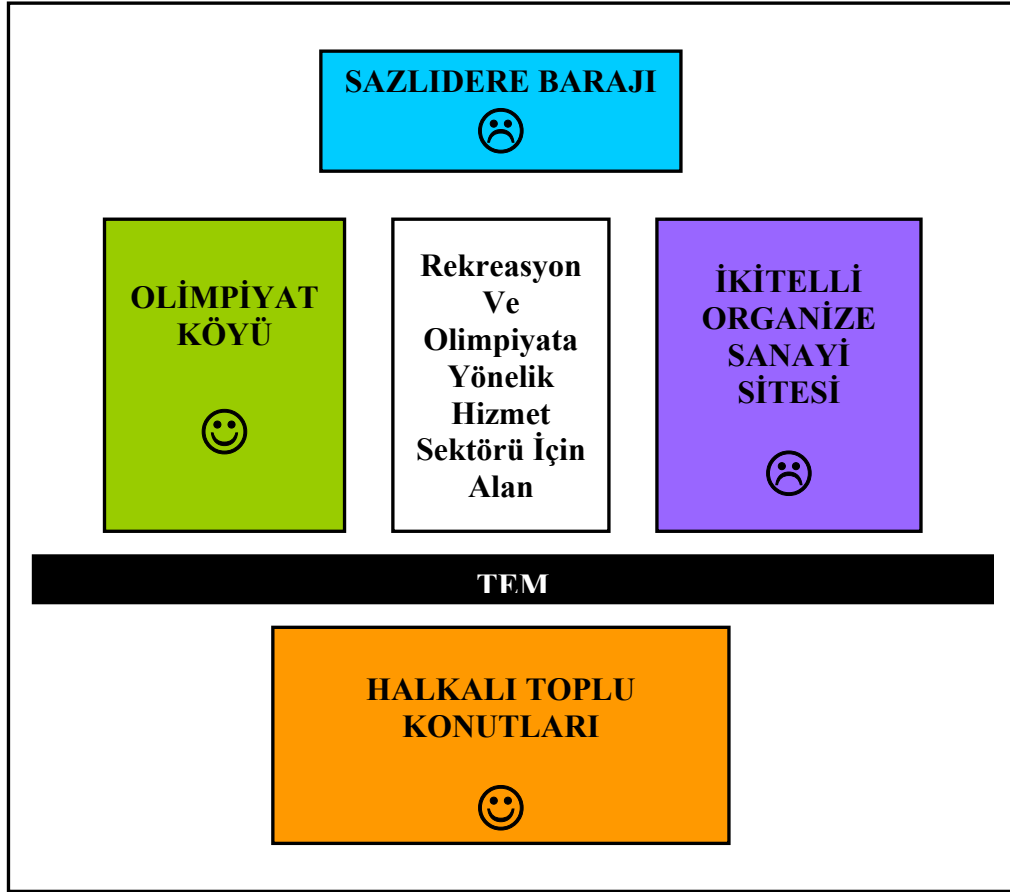 SAZLIDERE BARAJI
OLİMPİYAT
KÖYÜ
Rekreasyon
Ve
Olimpiyata
Yönelik
Hizmet
Sektörü İçin
Alan
İKİTELLİ
ORGANİZE
SANAYİ
SİTESİ
TEM
HALKALI TOPLU
KONUTLARI